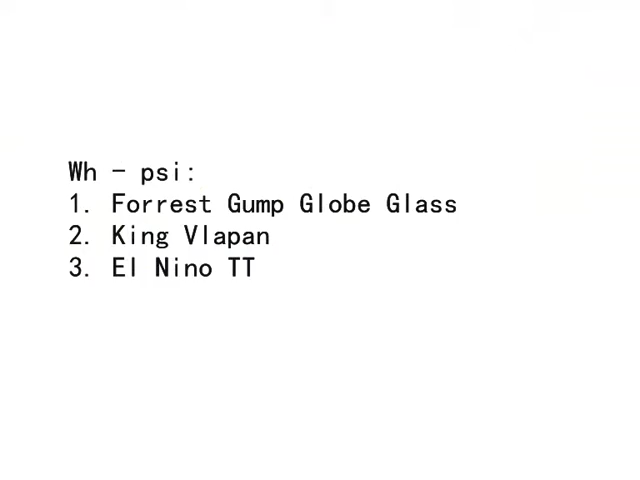 Wh - psi:
1. Forrest Gump Globe Glass
2. King Vlapan
3. El Nino TT